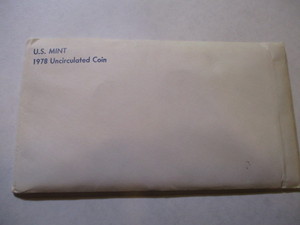 U.S. MINT
1978 Uncirculated Coin